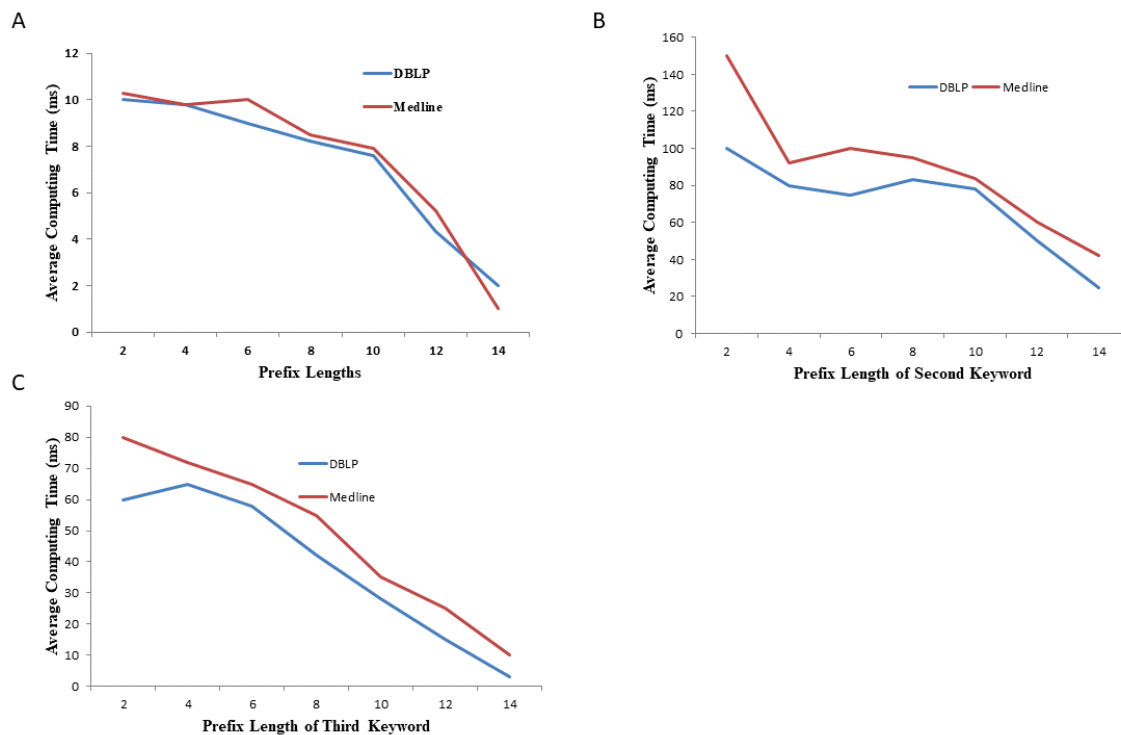 A
Average Computing Time (ms)
12
10
8
6
4
2
0
DBLP
Medline
2 4 6 8 10 12 14
Prefix Lengths
B
Average Computing Time (ms)
160
140
120
100
80
60
40
20
0
DBLP Medline
2 4 6 8 10 12 14
Prefix Length of Second Keyword
C
Average Computing Time (ms)
90
80
70
60
50
40
30
20
10
0
DBLP
Medline
2 4 6 8 10 12 14
Prefix Length of Third Keyword